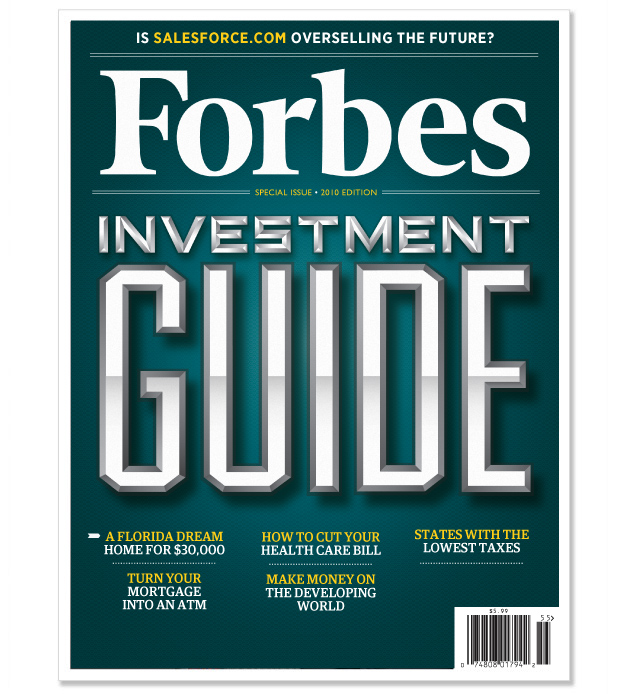 IS SALESFORCE.COM OVERSELLING THE FUTURE?
Forbes
SPECIAL ISSUE • 2010 EDITION
INVESTMENT
GUIDE
A FLORIDA DREAM
HOME FOR $30,000
TURN YOUR
MORTGAGE
INTO AN ATM
HOW TO CUT YOUR
HEALTH CARE BILL
MAKE MONEY ON
THE DEVELOPING
WORLD
STATES WITH THE
LOWEST TAXES
$5.99
55>
0 74808 01794 2